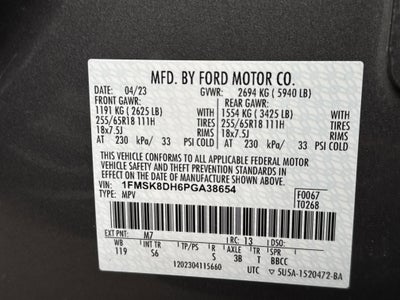 MFD. BY FORD MOTOR CO.
DATE: 04/23 GVWR: 2694 KG ( 5940 LB)
FRONT GAWR: REAR GAWR:
1191 KG ( 2625 LB) 1554 KG ( 3425 LB)
255/65R18 111H TIRES 255/65R18 111H TIRES
18x7.5J RIMS 18x7.5J RIMS
AT 230 kPa/ 33 PSI COLD AT 230 kPa/ 33 PSI COLD
THIS VEHICLE CONFORMS TO ALL APPLICABLE FEDERAL MOTOR
VEHICLE SAFETY AND THEFT PREVENTION STANDARDS IN EFFECT
ON THE DATE OF MANUFACTURE SHOWN ABOVE.
VIN: 1FMSK8DH6PGA38654 F0067
TYPE: MPV T0268
EXT PNT: M7 RC: 13 DSO:
WB INT TR TP/PS R AXLE TR SPR
119 S6 S 3B T BBCC
1202304115660 UTC 5U5A-1520472-BA